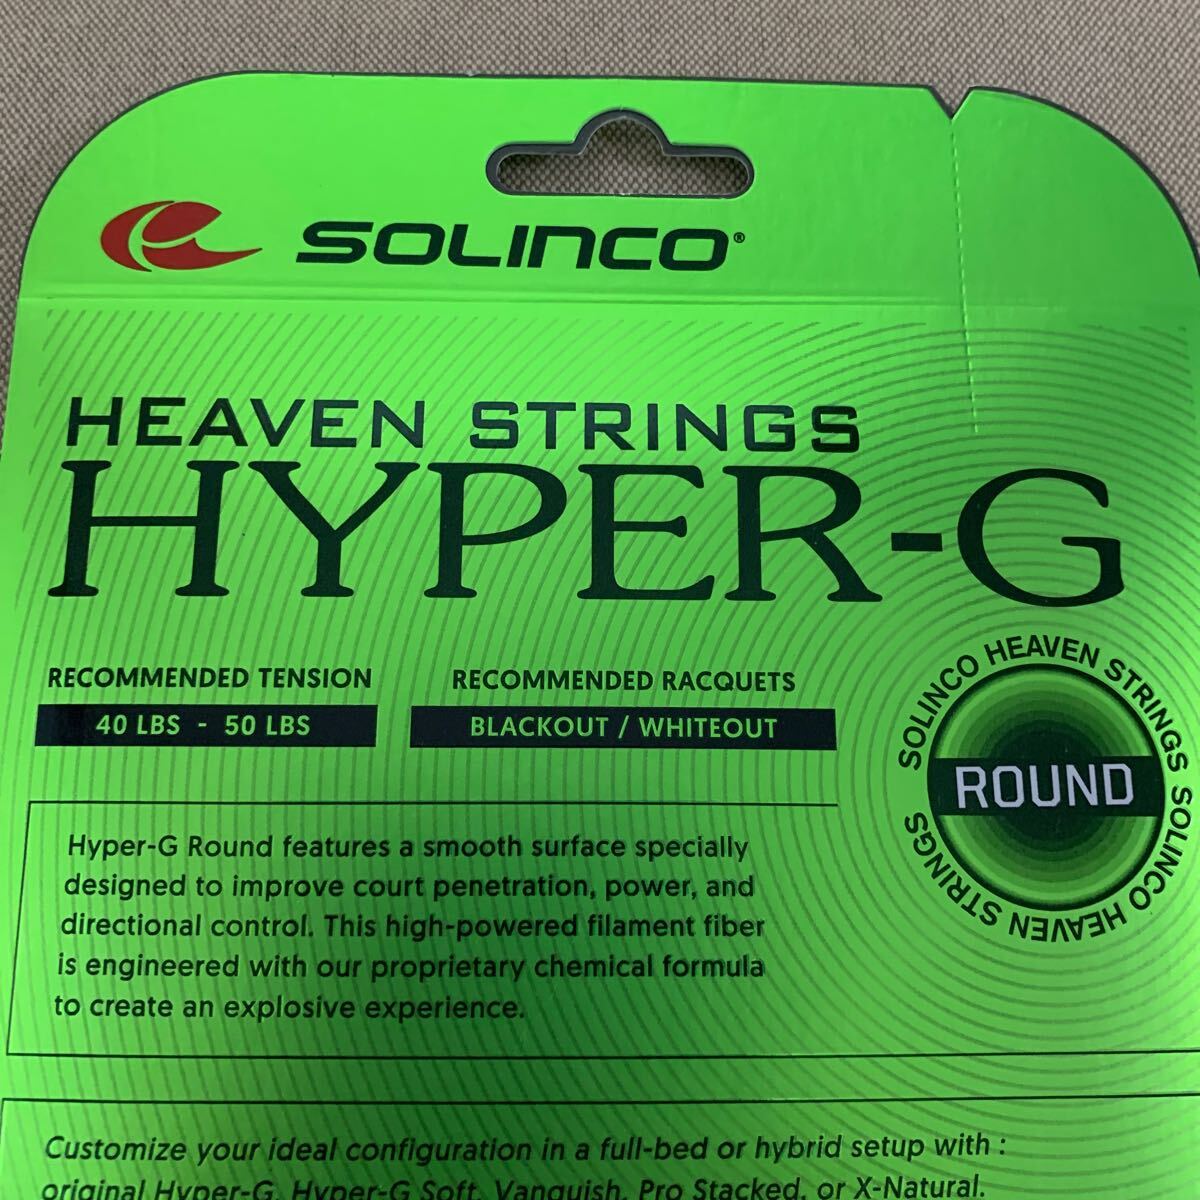 SOLINCO®
HEAVEN STRINGS
HYPER-G
RECOMMENDED TENSION
40 LBS - 50 LBS
RECOMMENDED RACQUETS
BLACKOUT / WHITEOUT
SOLINCO HEAVEN STRINGS SOLINCO HEAVEN STRINGS
ROUND
Hyper-G Round features a smooth surface specially
designed to improve court penetration, power, and
directional control. This high-powered filament fiber
is engineered with our proprietary chemical formula
to create an explosive experience.
Customize your ideal configuration in a full-bed or hybrid setup with :
original Hyper-G, Hyper-G Soft, Vanquish, Pro Stacked, or X-Natural.